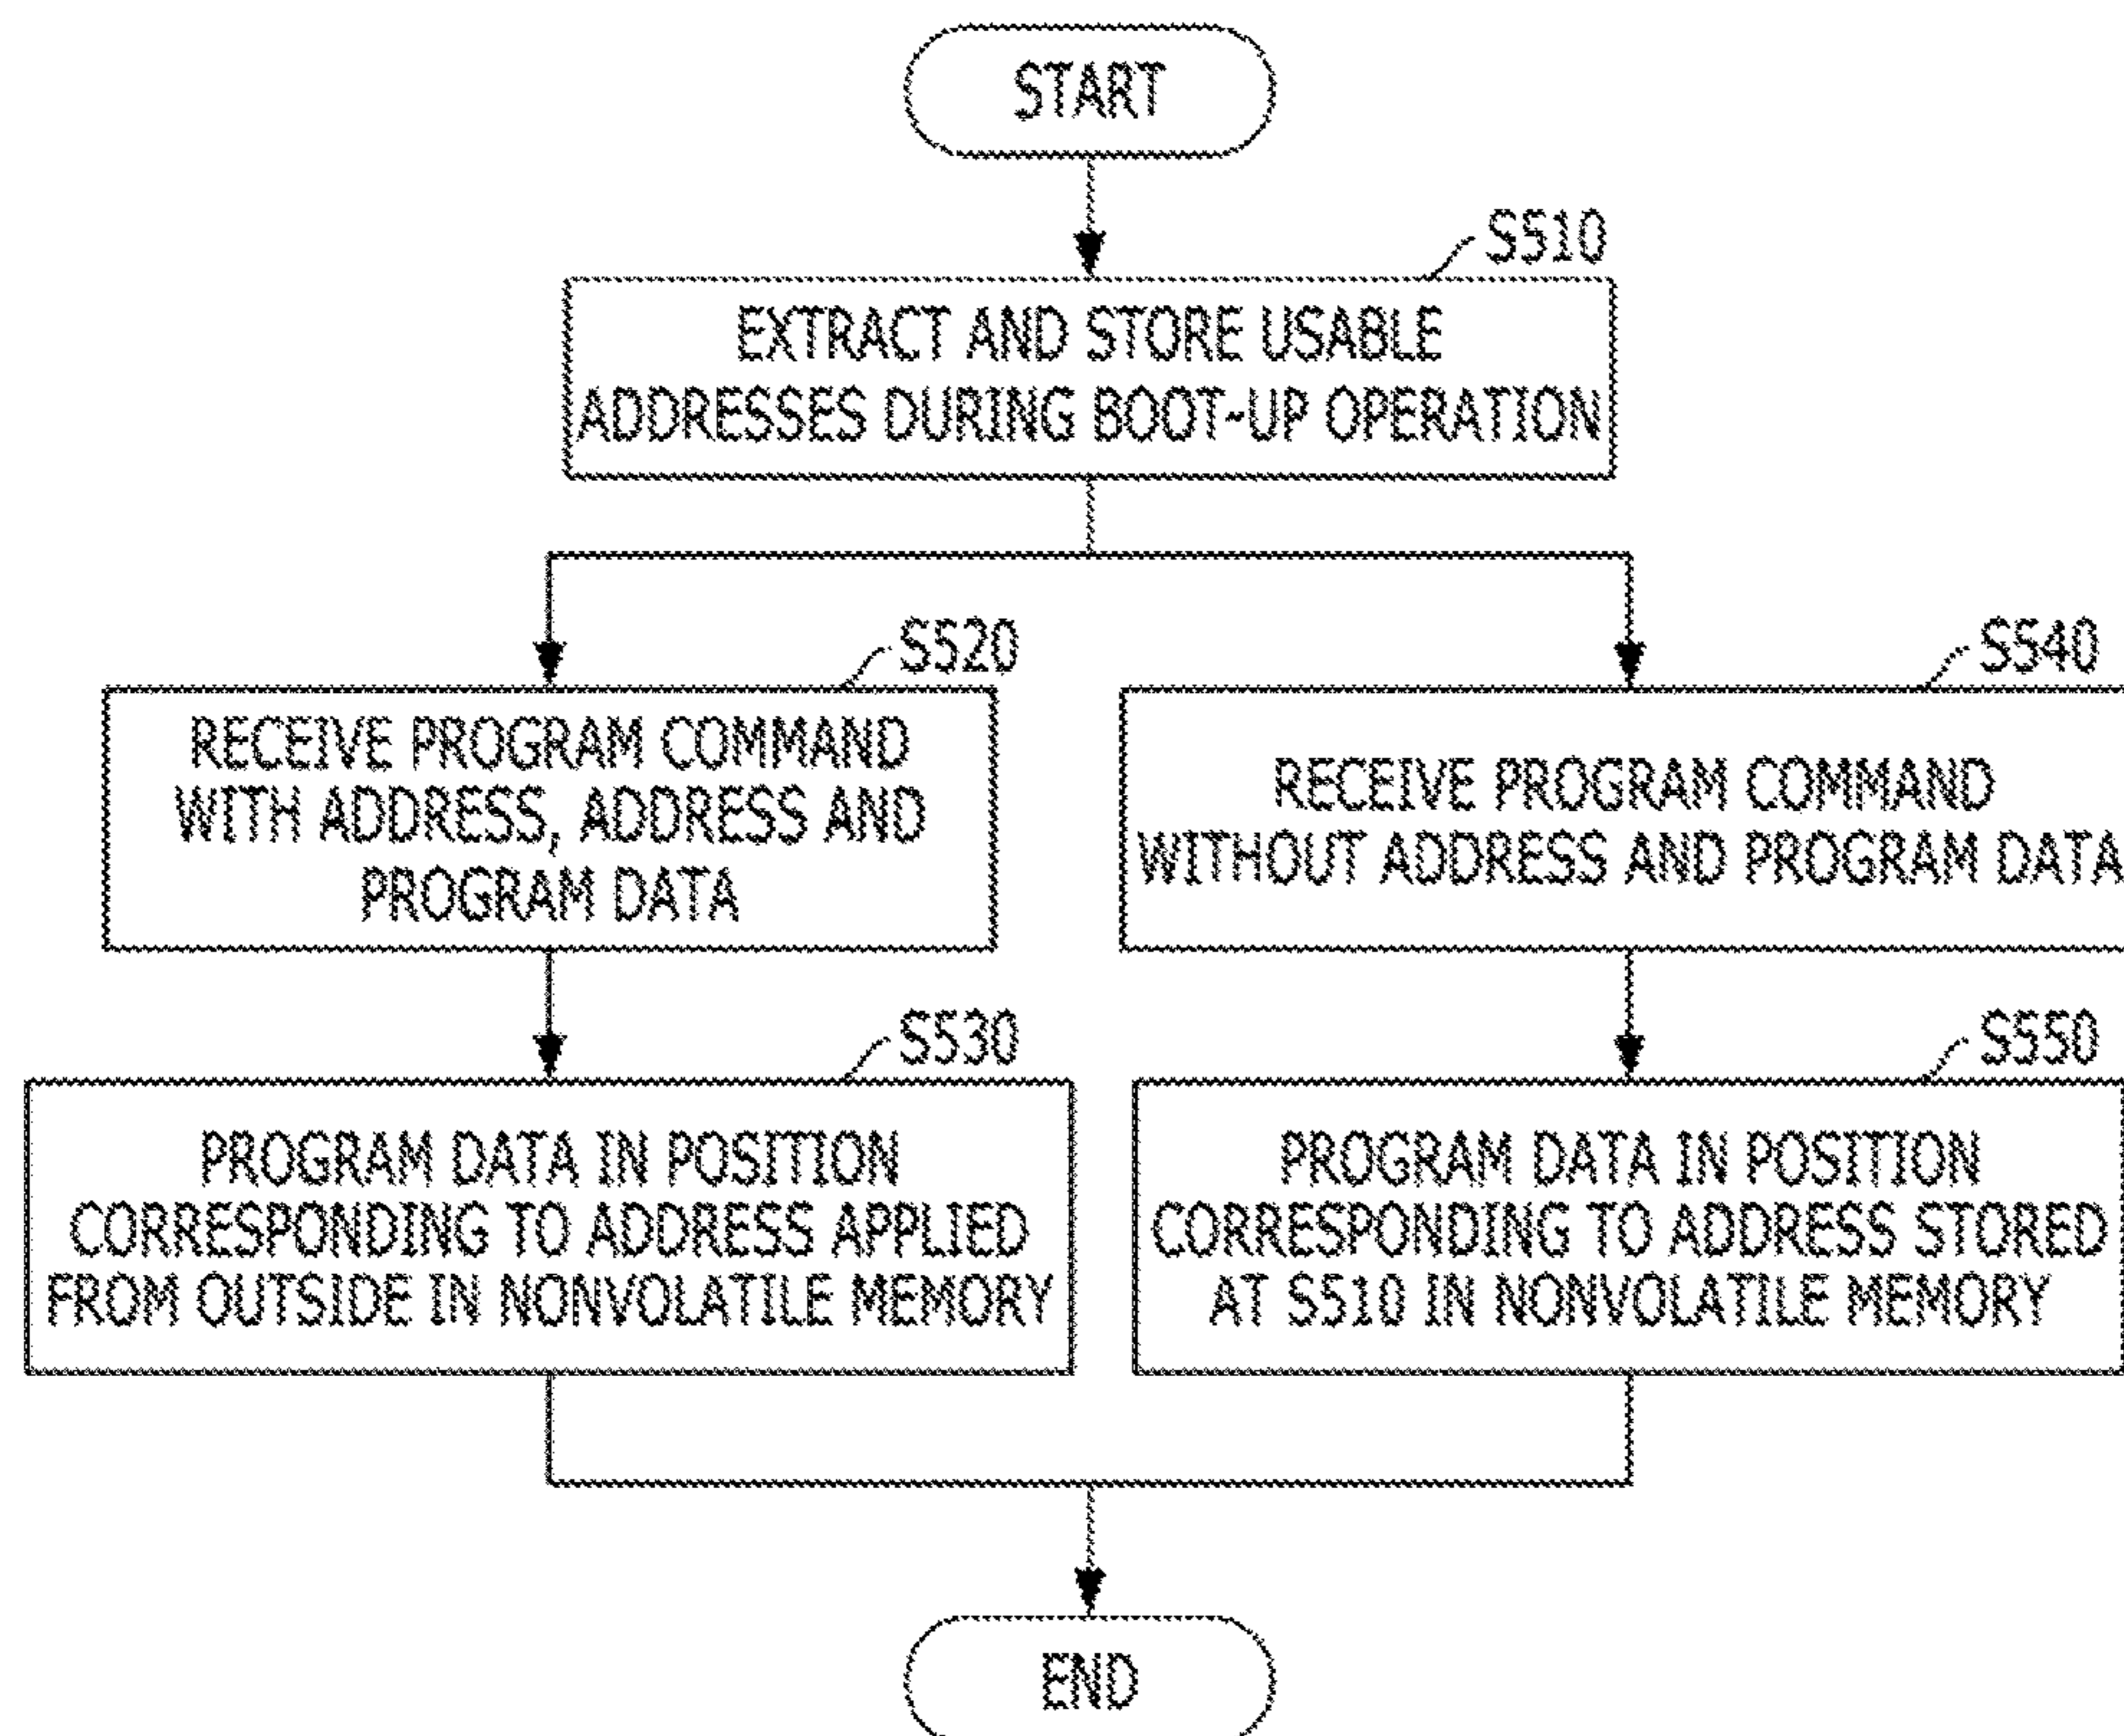 START
S510
EXTRACT AND STORE USABLE
ADDRESSES DURING BOOT-UP OPERATION
S520
RECEIVE PROGRAM COMMAND
WITH ADDRESS, ADDRESS AND
PROGRAM DATA
S540
RECEIVE PROGRAM COMMAND
WITHOUT ADDRESS AND PROGRAM DATA
S530
PROGRAM DATA IN POSITION
CORRESPONDING TO ADDRESS APPLIED
FROM OUTSIDE IN NONVOLATILE MEMORY
S550
PROGRAM DATA IN POSITION
CORRESPONDING TO ADDRESS STORED
AT S510 IN NONVOLATILE MEMORY
END